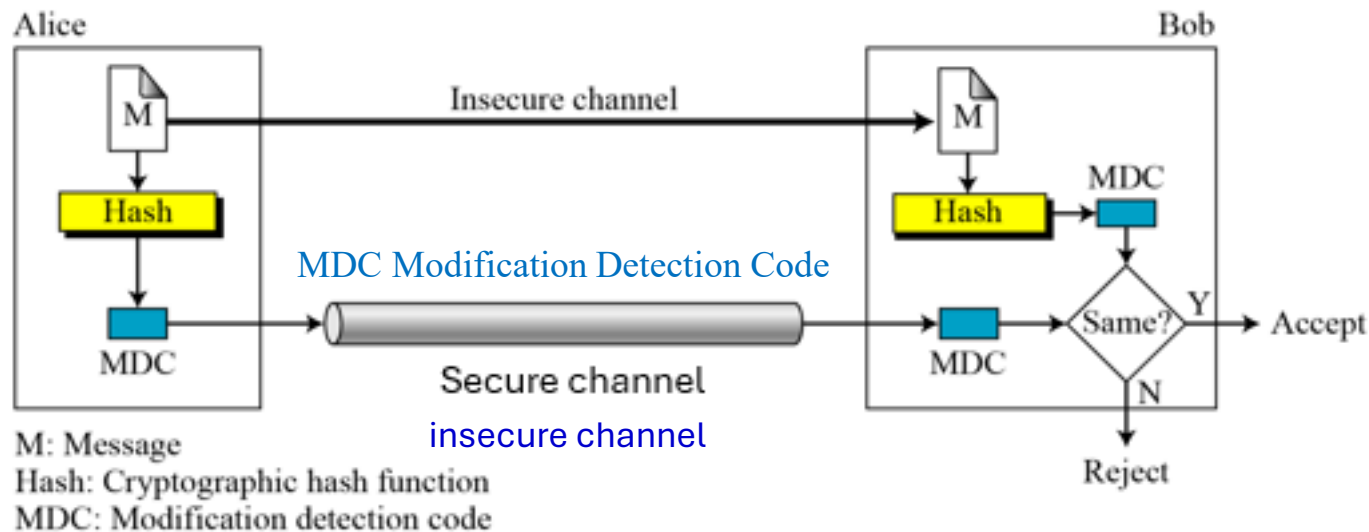 Alice
Bob
M
Insecure channel
M
Hash
Hash
MDC
MDC Modification Detection Code
MDC
MDC
Same?
Y
Accept
Secure channel
N
insecure channel
Reject
M: Message
Hash: Cryptographic hash function
MDC: Modification detection code